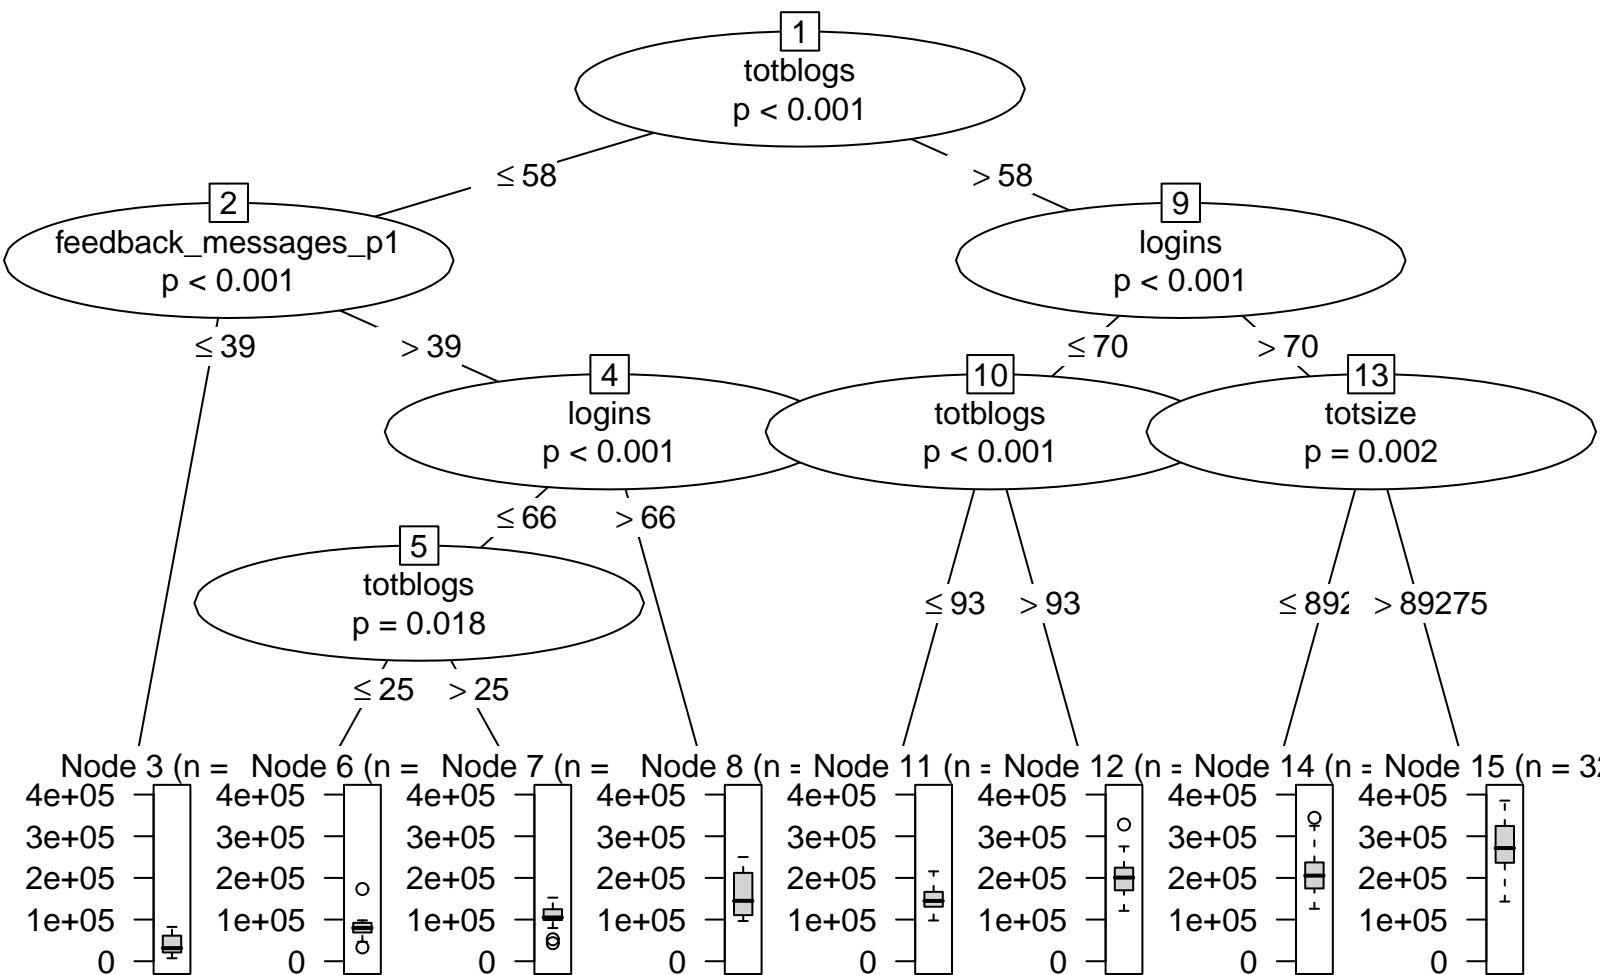 1
totblogs
p < 0.001
≤ 58
> 58
2
feedback_messages_p1
p < 0.001
9
logins
p < 0.001
≤ 39
> 39
≤ 70
> 70
4
logins
p < 0.001
10
totblogs
p < 0.001
13
totsize
p = 0.002
≤ 66
> 66
5
totblogs
p = 0.018
≤ 93
> 93
≤ 892
> 89275
≤ 25
> 25
Node 3 (n =
Node 6 (n =
Node 7 (n =
Node 8 (n =
Node 11 (n =
Node 12 (n =
Node 14 (n =
Node 15 (n = 32
4e+05
3e+05
2e+05
1e+05
0
4e+05
3e+05
2e+05
1e+05
0
4e+05
3e+05
2e+05
1e+05
0
4e+05
3e+05
2e+05
1e+05
0
4e+05
3e+05
2e+05
1e+05
0
4e+05
3e+05
2e+05
1e+05
0
4e+05
3e+05
2e+05
1e+05
0
4e+05
3e+05
2e+05
1e+05
0